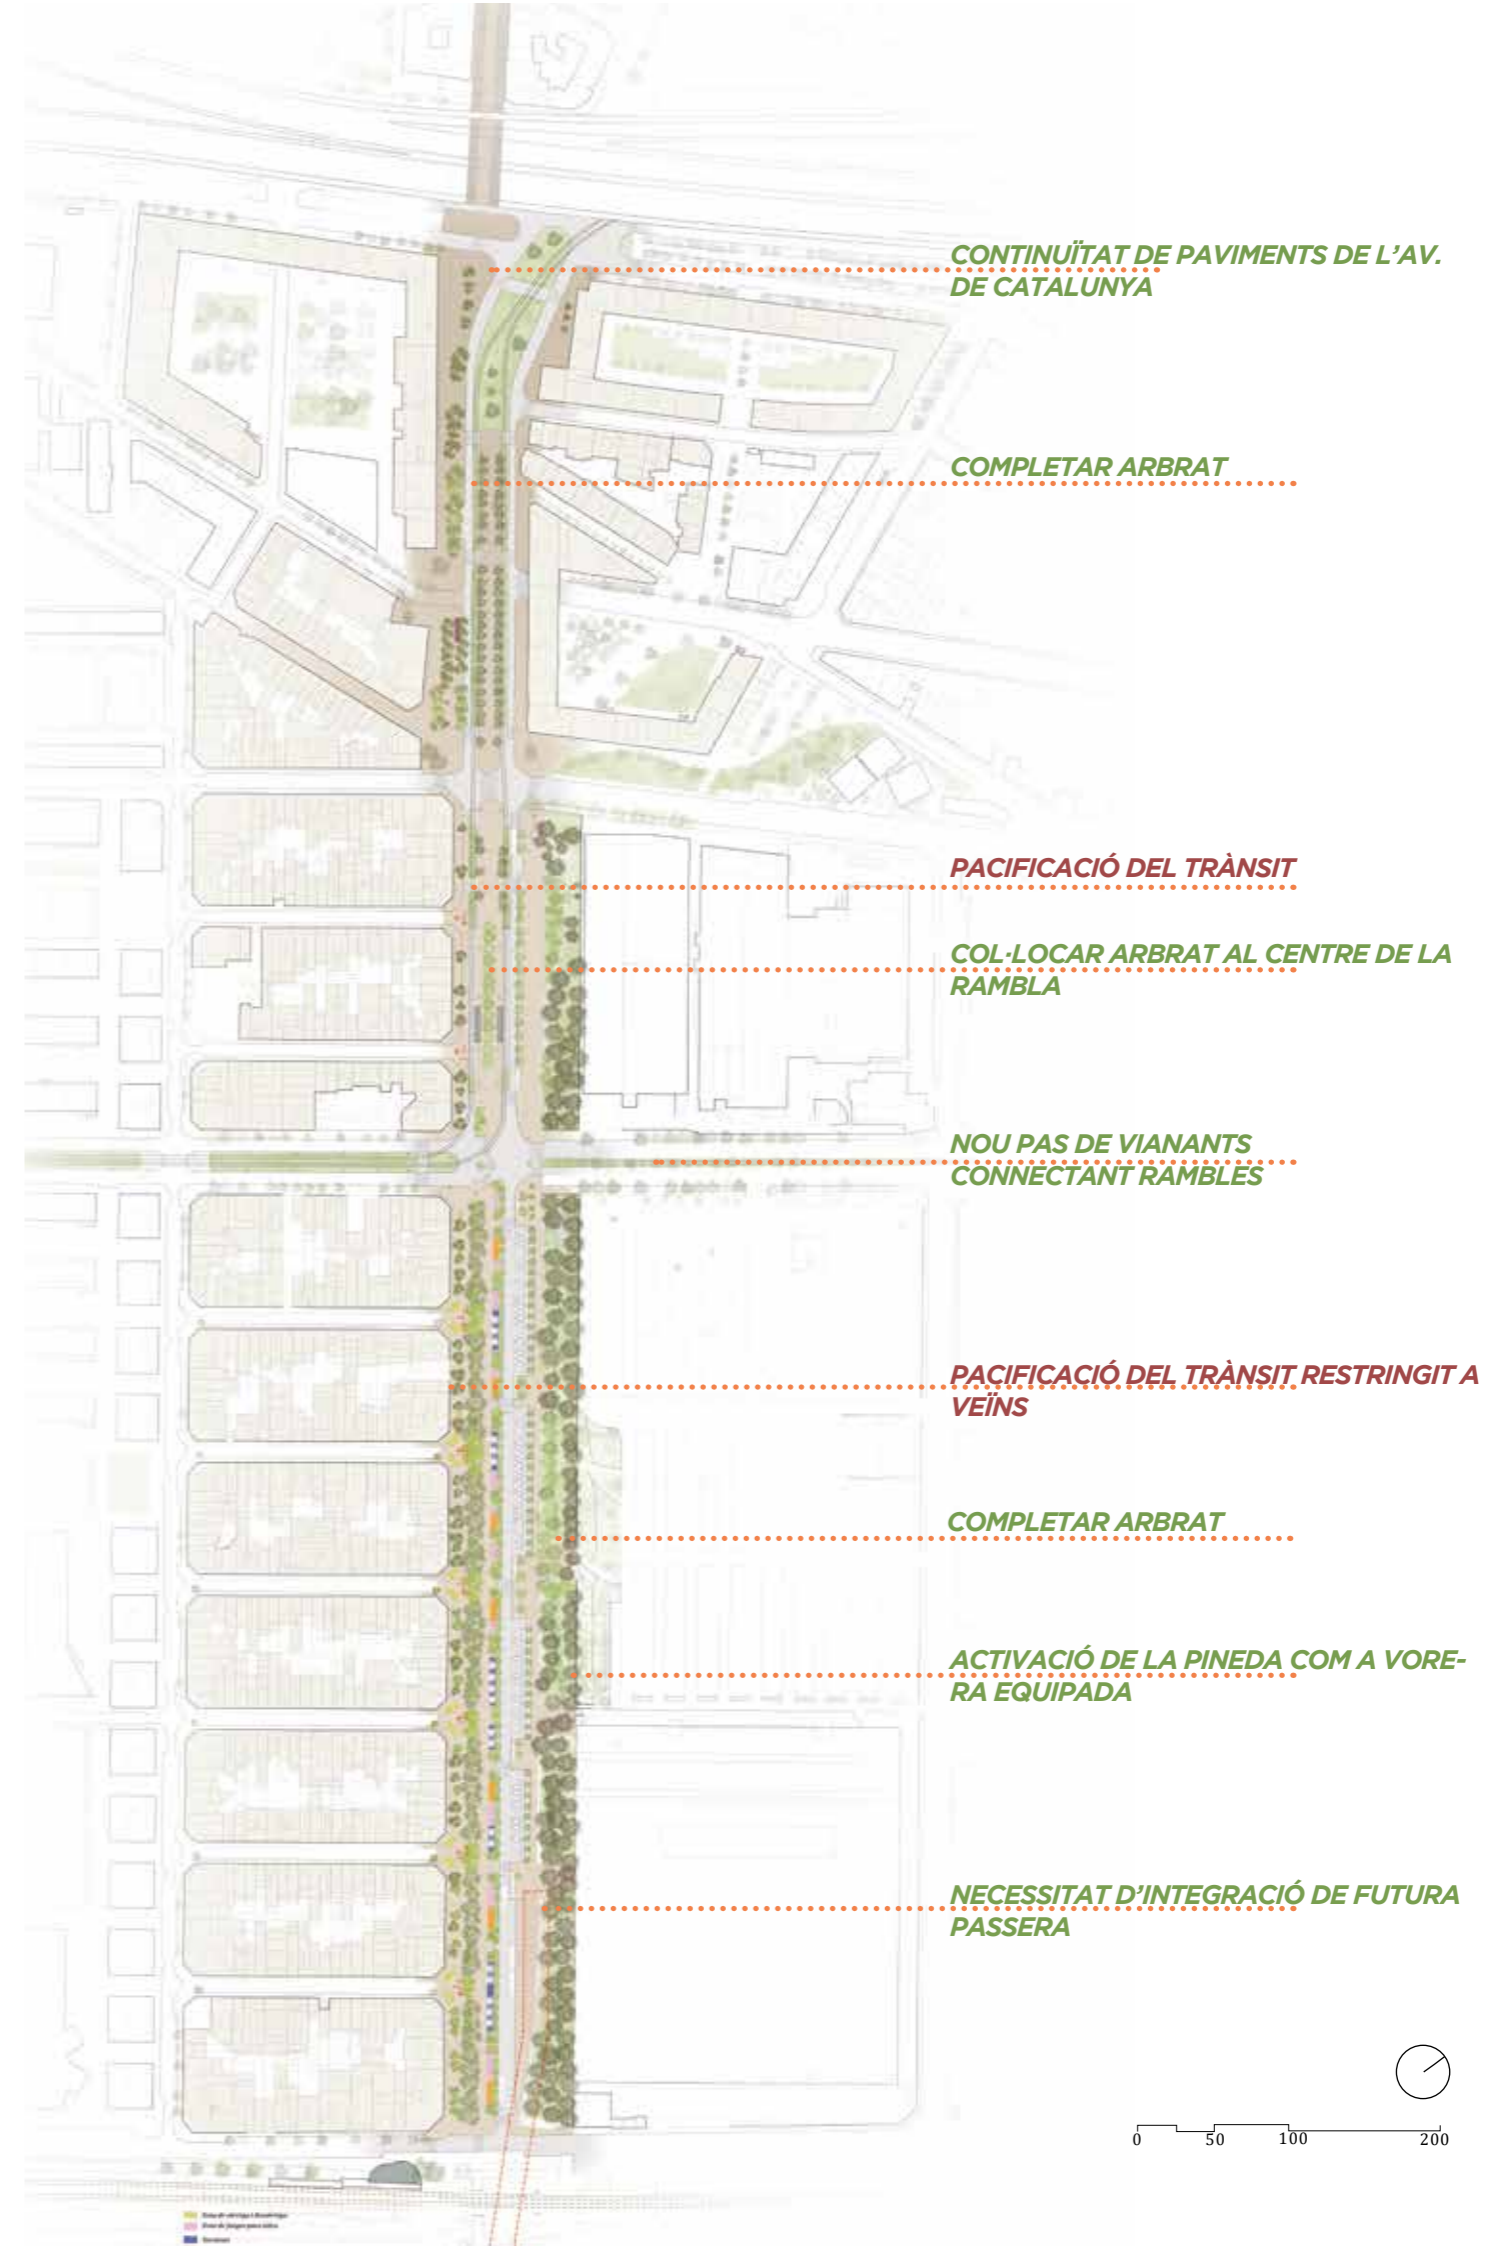 CONTINUÏTAT DE PAVIMENTS DE L'AV.
DE CATALUNYA
COMPLETAR ARBRAT
PACIFICACIÓ DEL TRÀNSIT
COL·LOCAR ARBRAT AL CENTRE DE LA
RAMBLA
NOU PAS DE VIANANTS
CONNECTANT RAMBLES
PACIFICACIÓ DEL TRÀNSIT RESTRINGIT A
VEÏNS
COMPLETAR ARBRAT
ACTIVACIÓ DE LA PINEDA COM A VORE-
RA EQUIPADA
NECESSITAT D'INTEGRACIÓ DE FUTURA
PASSERA
0 50 100 200